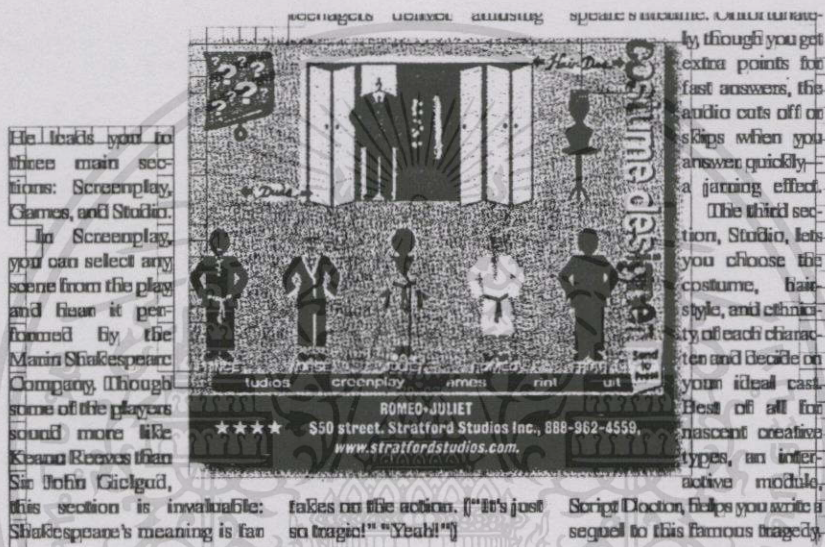 He leads you to
three main sec-
tions: Screenplay,
Games, and Studio.
In Screenplay,
you can select any
scene from the play
and hear it per-
formed by the
Marin Shakespeare
Company. Though
some of the players
sound more like
Keanu Reeves than
Sir John Gielgud,
this section is invaluable:
Shakespeare's meaning is far
teenagers deliver amusing
Hair Doo
Duds
costume designer
tudios creenplay ames rint uit
ROMEO+JULIET
★★★★ $50 street. Stratford Studios Inc., 888-962-4559,
www.stratfordstudios.com.
takes on the action. ("It's just
so tragic!" "Yeah!")
speare's lifetime. Unfortunate-
ly, though you get
extra points for
fast answers, the
audio cuts off or
skips when you
answer quickly—
a jarring effect.
The third sec-
tion, Studio, lets
you choose the
costume, hair-
style, and ethnici-
ty of each charac-
ter and decide on
your ideal cast.
Best of all for
nascent creative
types, an inter-
active module,
Script Doctor, helps you write a
sequel to this famous tragedy